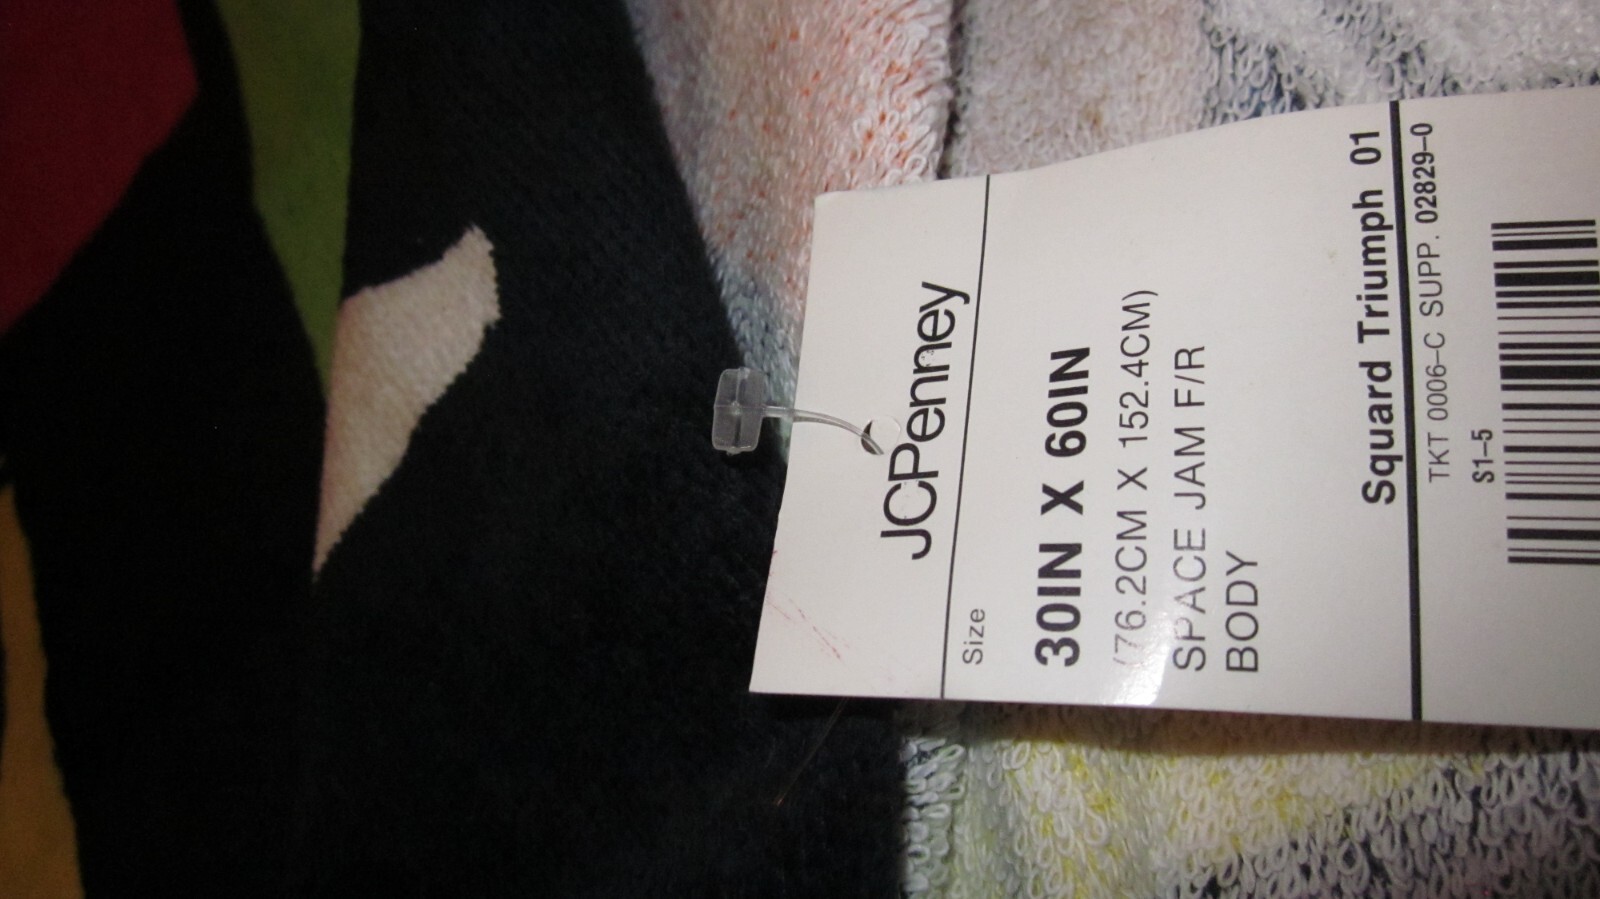 JCPenney
Size
30IN X 60IN
(76.2CM X 152.4CM)
SPACE JAM F/R
BODY
Squard Triumph 01
TKT 0006-C SUPP. 02829-0
S1-5